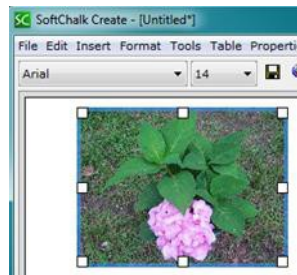 SC SoftChalk Create - [Untitled*]
File Edit Insert Format Tools Table Properti
Arial 14